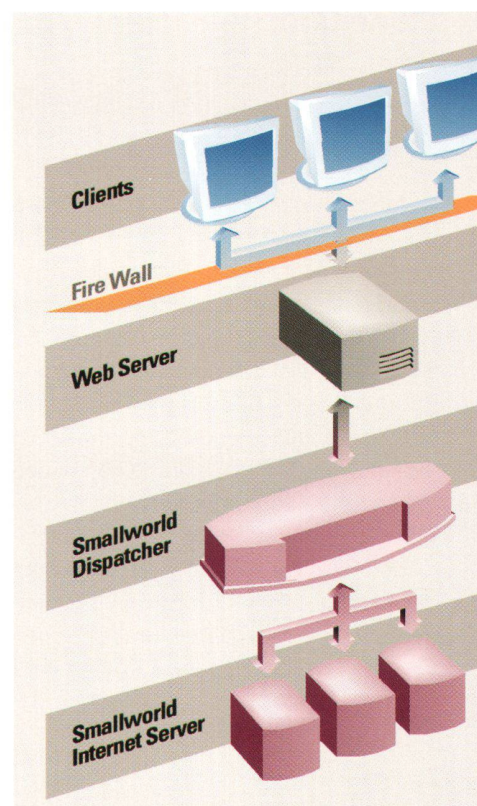 Clients
Fire Wall
Web Server
Smallworld
Dispatcher
Smallworld
Internet Server